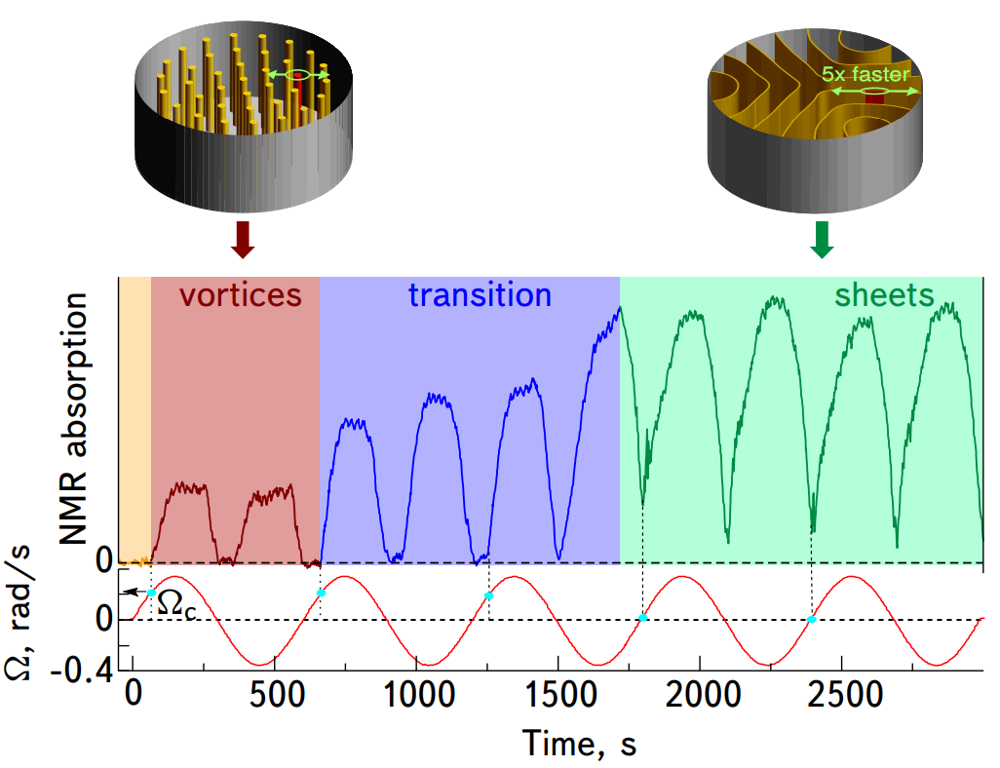 5x faster
vortices
transition
sheets
NMR absorption
0
Ω, rad/s
Ωc
0
-0.4
0
500
1000
1500
2000
2500
Time, s